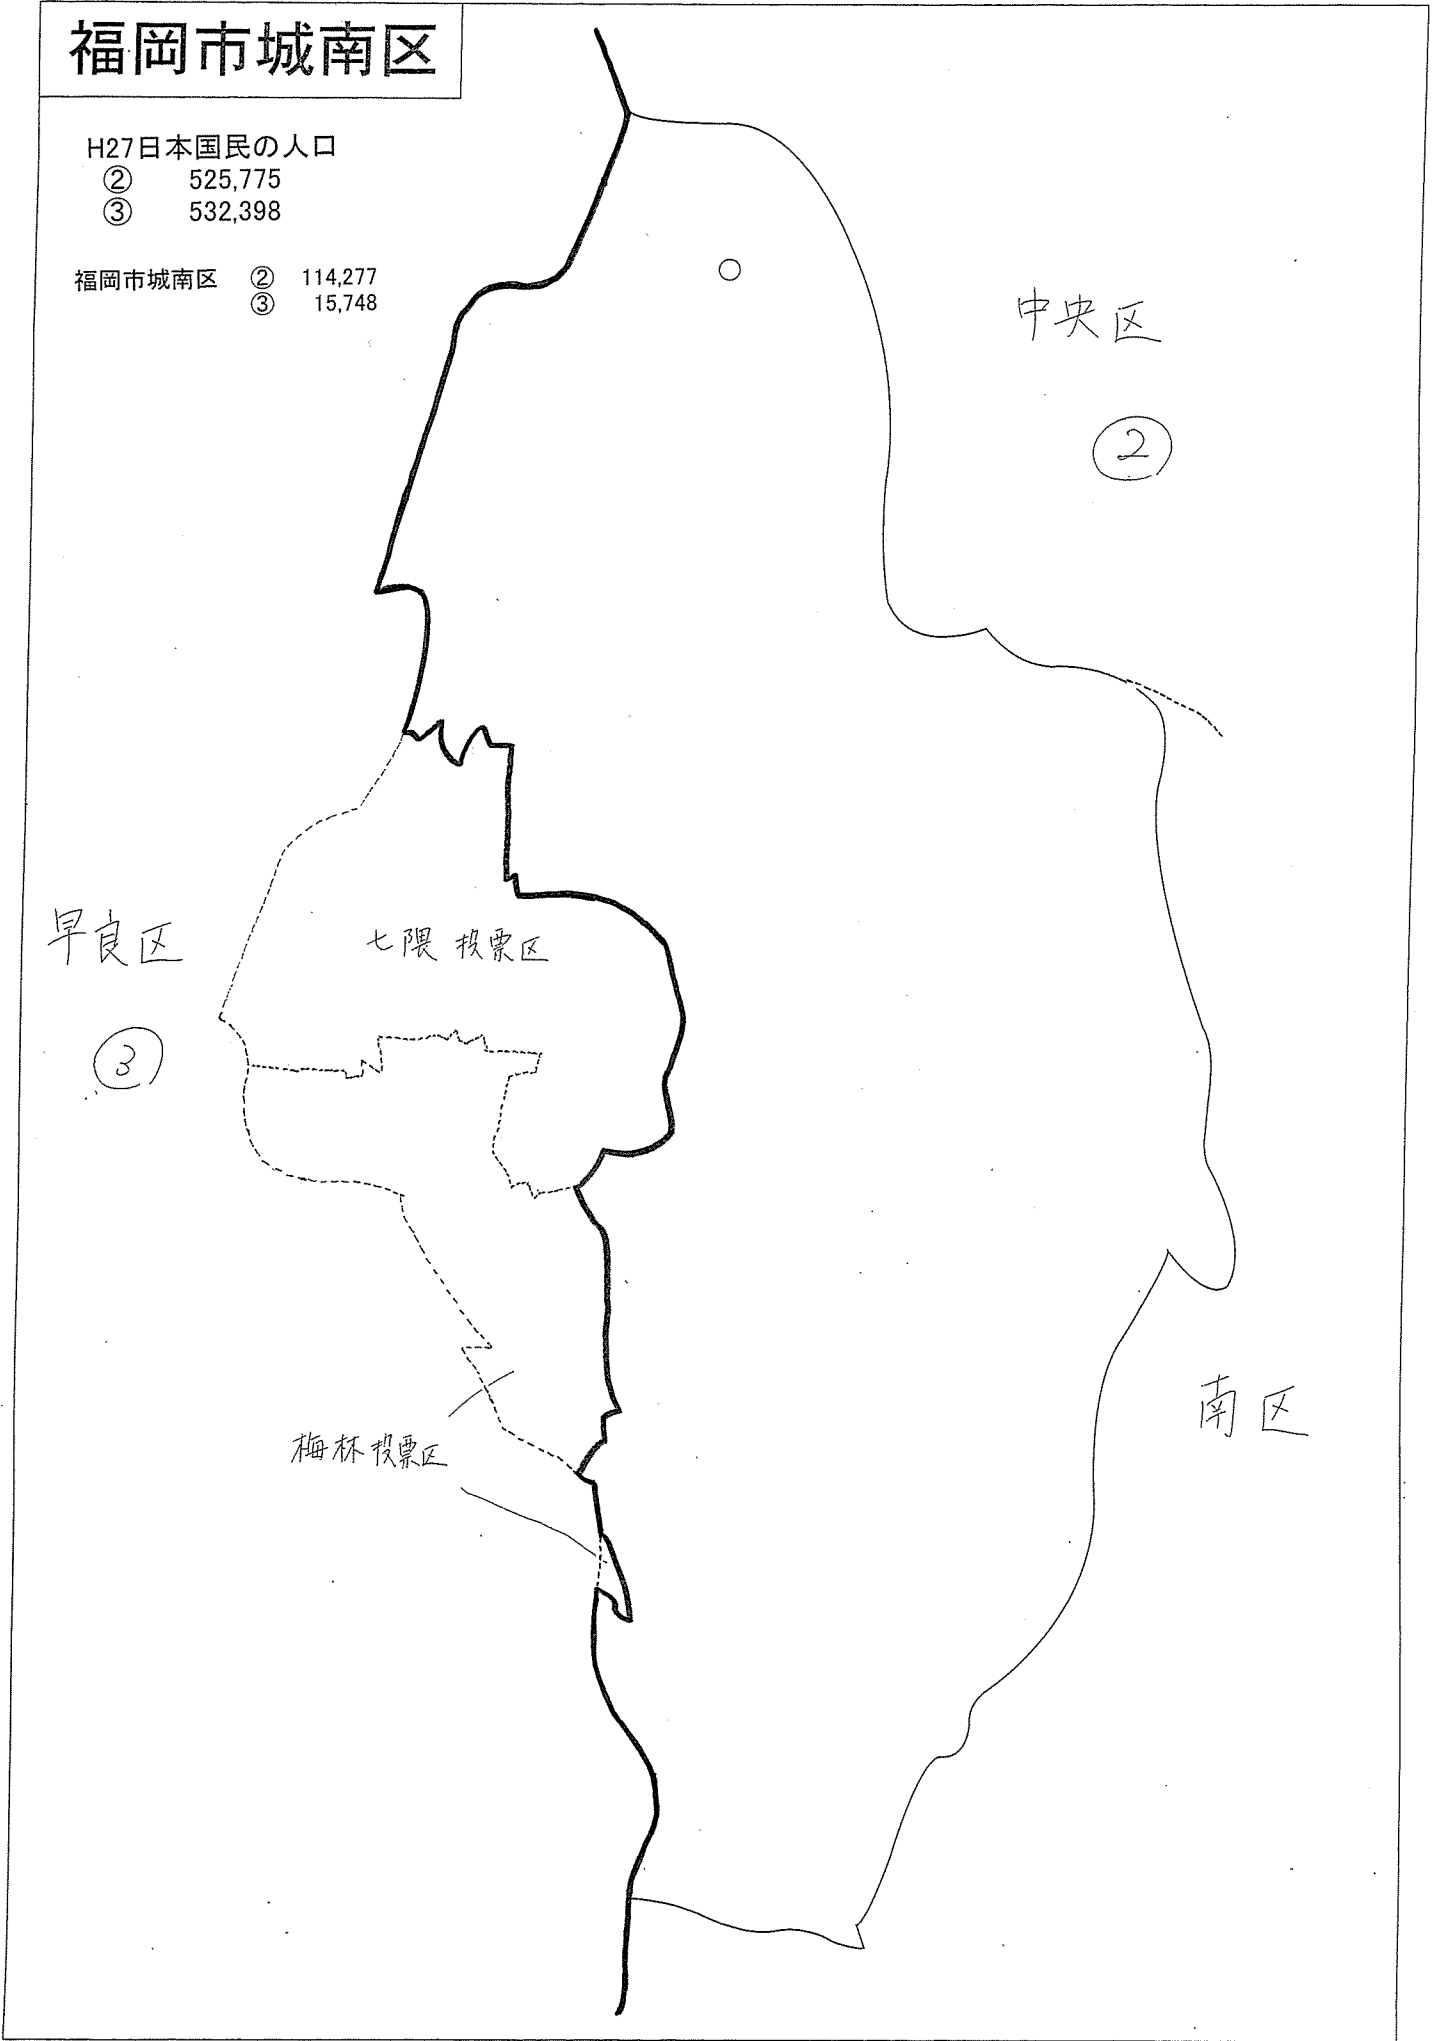 福岡市城南区
H27日本国民の人口
② 525,775
③ 532,398
福岡市城南区 ② 114,277
③ 15,748
中央区
②
早良区
七隈 投票区
③
南区
梅林投票区